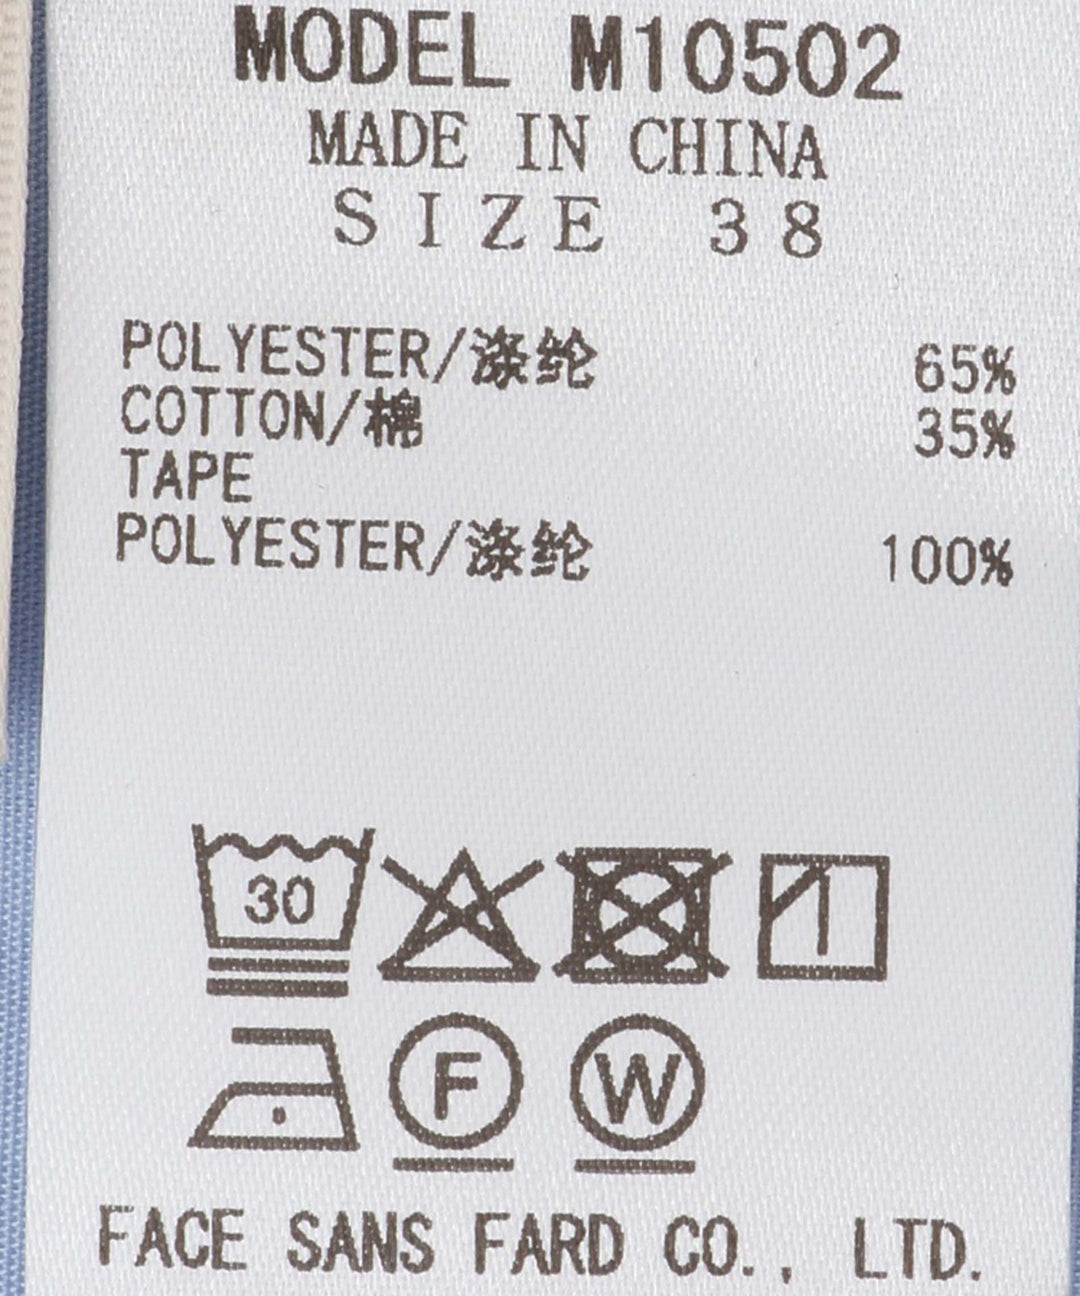 MODEL M10502
MADE IN CHINA
SIZE 38
POLYESTER/涤纶 65%
COTTON/棉 35%
TAPE
POLYESTER/涤纶 100%
30
F W
FACE SANS FARD CO., LTD.